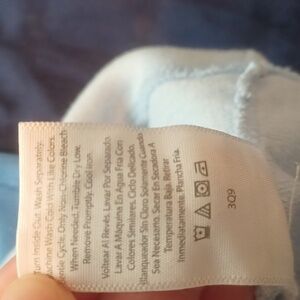 Turn Inside Out. Wash Separately.
Machine Wash Cold With Like Colors.
Gentle Cycle. Only Non-Chlorine Bleach
When Needed. Tumble Dry Low.
Remove Promptly. Cool Iron
Voltear Al Revés. Lavar Por Separado.
Lavar A Máquina En Agua Fría Con
Colores Similares. Ciclo Delicado.
Blanqueador Sin Cloro Solamente Cuando
Sea Necesario. Secar En Secadora A
Temperatura Baja. Retirar
Inmediatamente. Plancha Fría.
3Q9